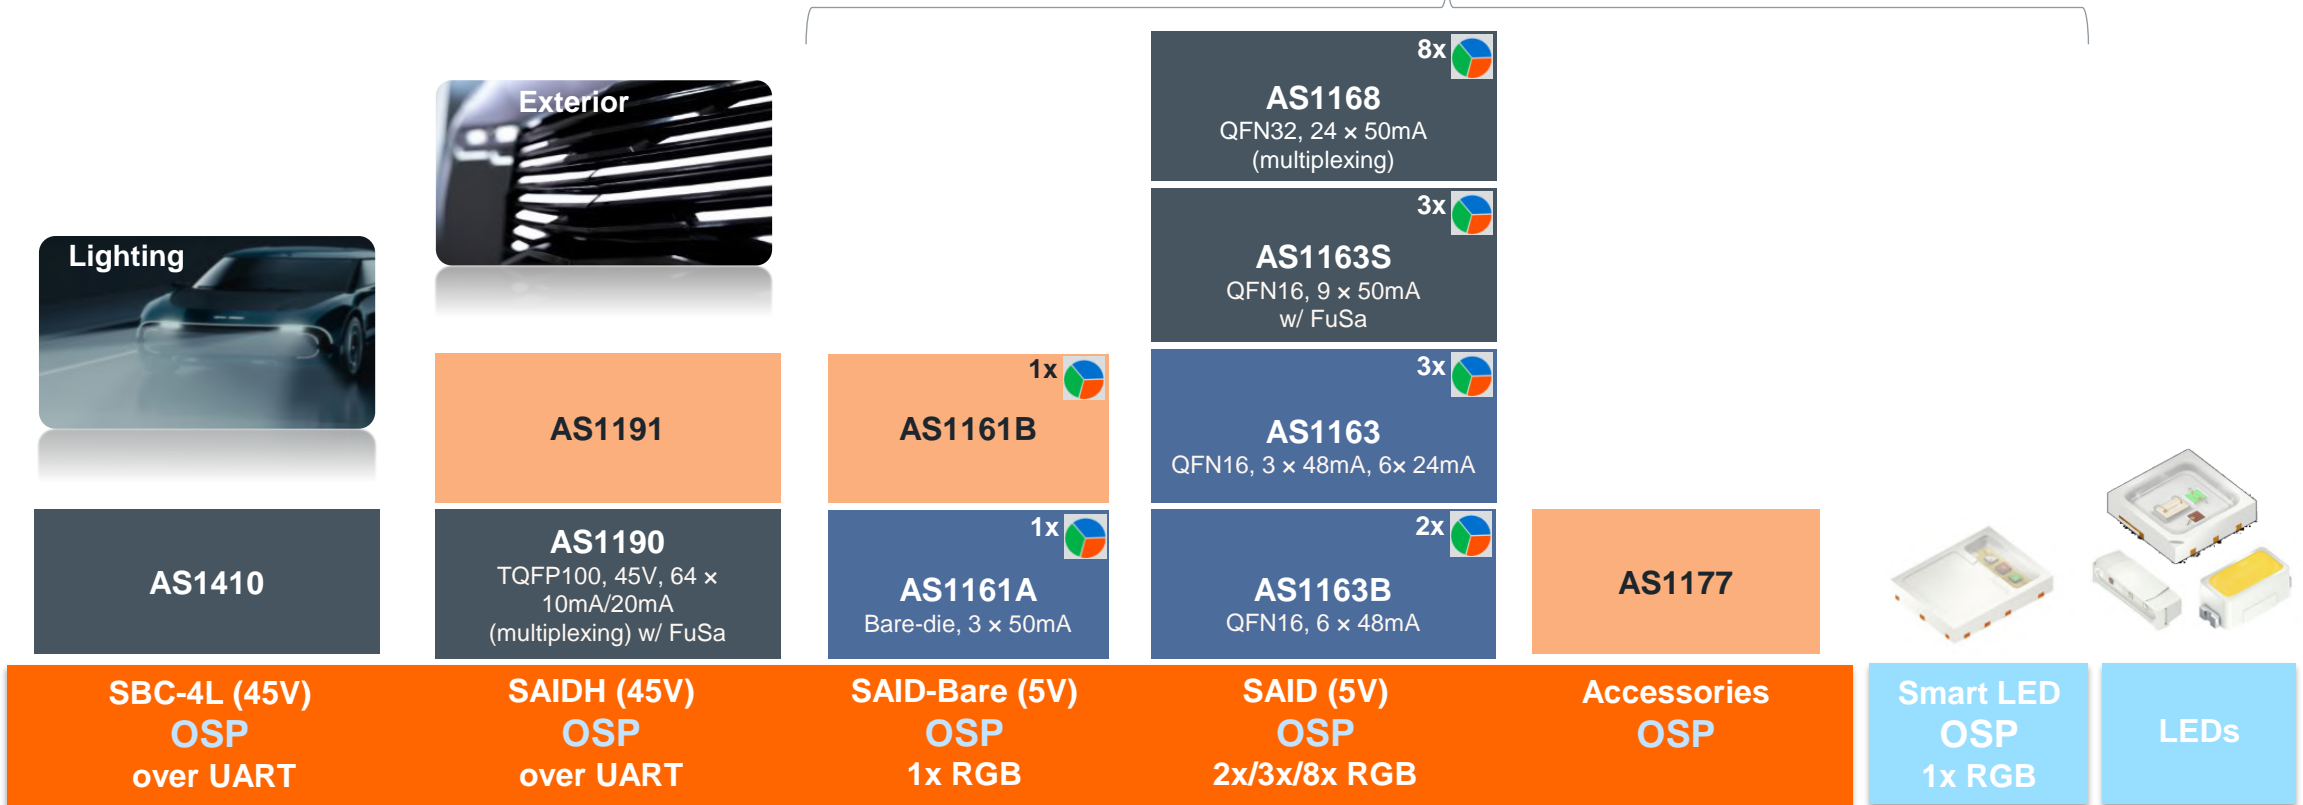 Lighting
AS1410
SBC-4L (45V)
OSP
over UART
Exterior
AS1191
AS1190
TQFP100, 45V, 64 ×
10mA/20mA
(multiplexing) w/ FuSa
SAIDH (45V)
OSP
over UART
1x
AS1161B
1x
AS1161A
Bare-die, 3 × 50mA
SAID-Bare (5V)
OSP
1x RGB
8x
AS1168
QFN32, 24 × 50mA
(multiplexing)
3x
AS1163S
QFN16, 9 × 50mA
w/ FuSa
3x
AS1163
QFN16, 3 × 48mA, 6× 24mA
2x
AS1163B
QFN16, 6 × 48mA
SAID (5V)
OSP
2x/3x/8x RGB
AS1177
Accessories
OSP
Smart LED
OSP
1x RGB
LEDs